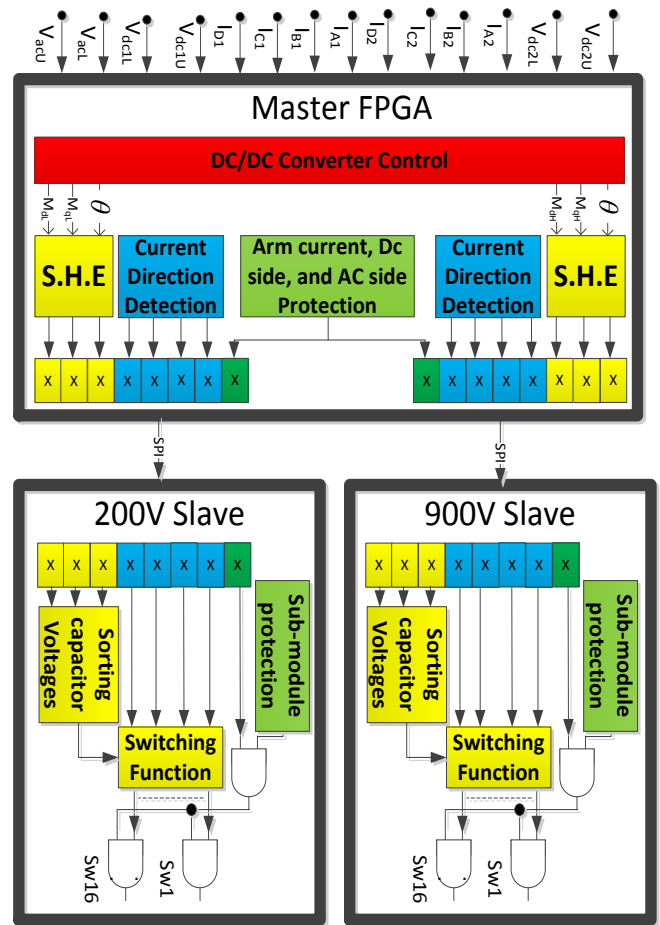 VacU
VacL
Vdc1L
Vdc1U
ID1
IC1
IB1
IA1
ID2
IC2
IB2
IA2
Vdc2L
Vdc2U
Master FPGA
DC/DC Converter Control
MdL
MqL
θ
MdH
MqH
θ
S.H.E
Current
Direction
Detection
Arm current, Dc
side, and AC side
Protection
Current
Direction
Detection
S.H.E
X X X X X X X X
X X X X X X X X
SPI
SPI
200V Slave
X X X X X X X X
Sorting
capacitor
Voltages
Sub-module
protection
Switching
Function
Sw16
Sw1
900V Slave
X X X X X X X X
Sorting
capacitor
Voltages
Sub-module
protection
Switching
Function
Sw16
Sw1